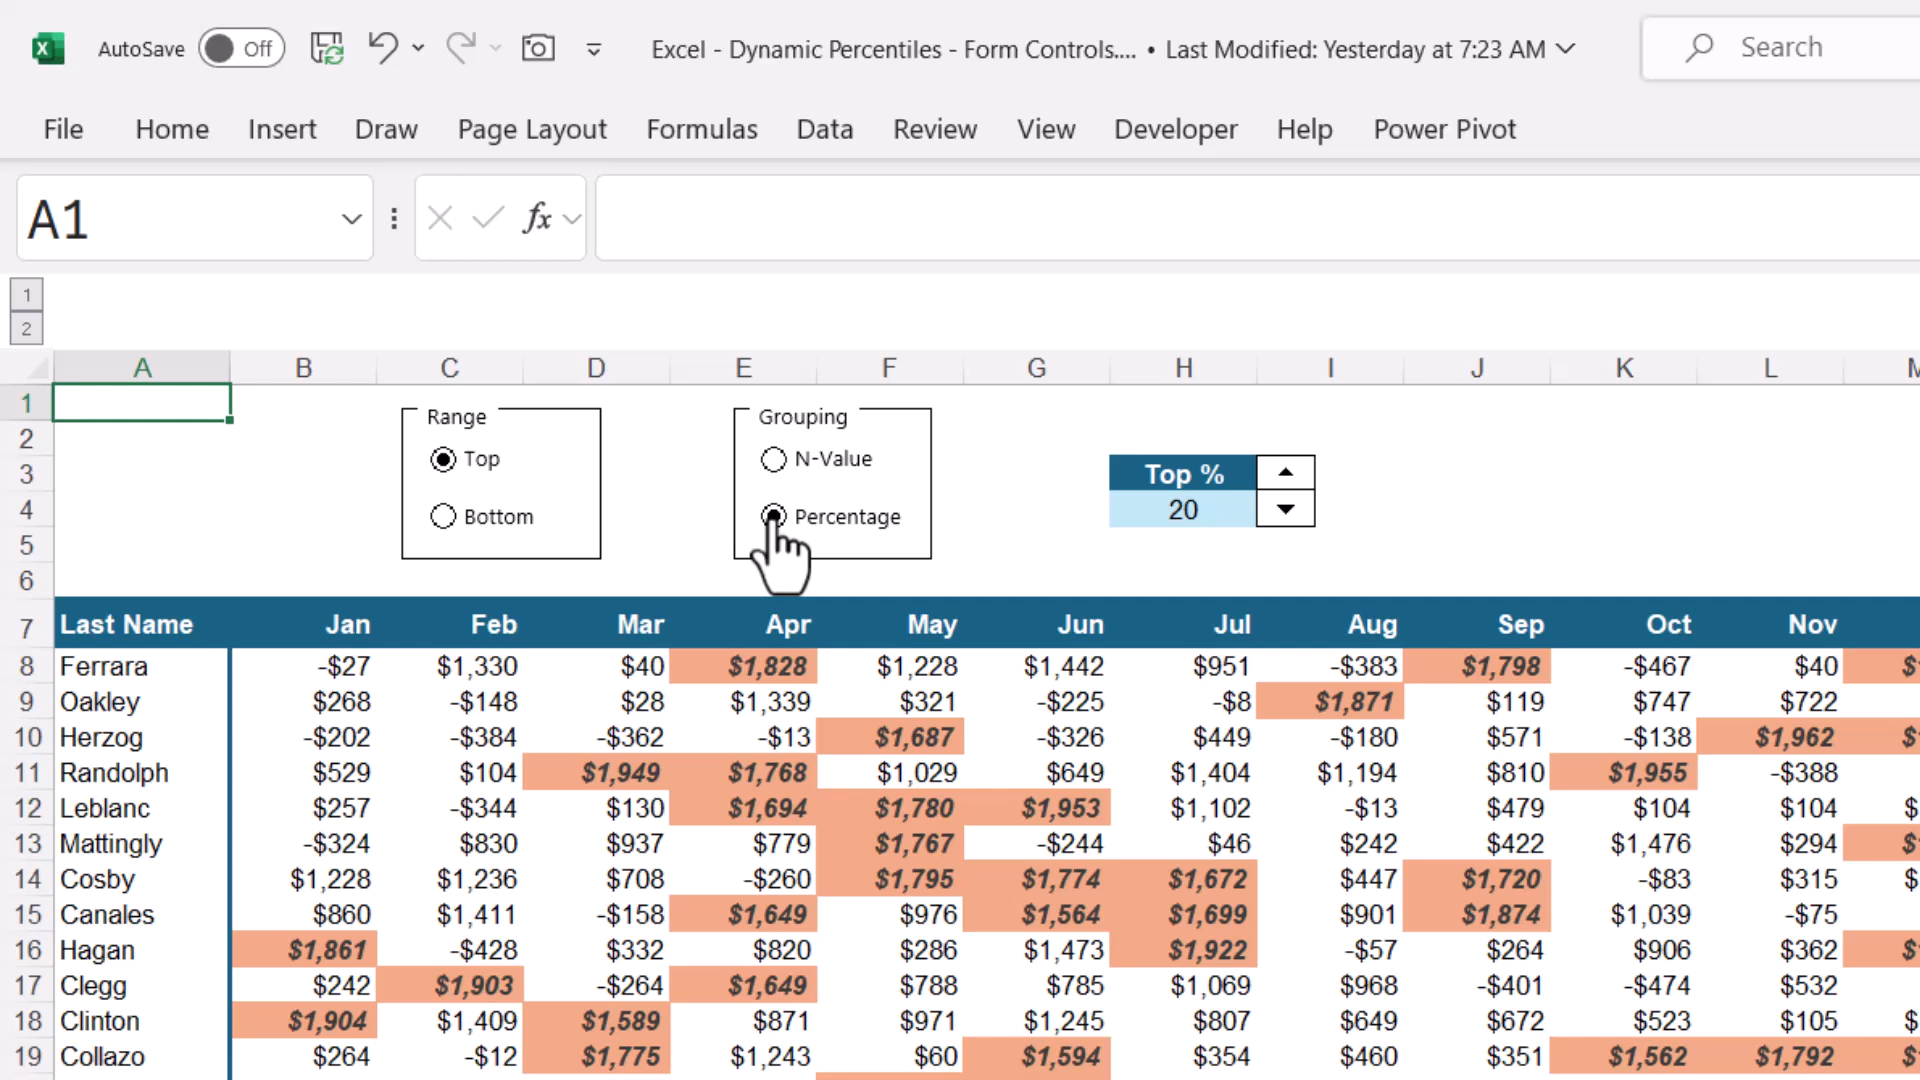 X AutoSave Off Excel - Dynamic Percentiles - Form Controls.... • Last Modified: Yesterday at 7:23 AM Search
File Home Insert Draw Page Layout Formulas Data Review View Developer Help Power Pivot
A1 fx
1
2
A B C D E F G H I J K L M
1 2 3 4 5 6
Range
Top
Bottom
Grouping
N-Value
Percentage
Top %
20
7 Last Name Jan Feb Mar Apr May Jun Jul Aug Sep Oct Nov
8 Ferrara -$27 $1,330 $40 $1,828 $1,228 $1,442 $951 -$383 $1,798 -$467 $40
9 Oakley $268 -$148 $28 $1,339 $321 -$225 -$8 $1,871 $119 $747 $722
10 Herzog -$202 -$384 -$362 -$13 $1,687 -$326 $449 -$180 $571 -$138 $1,962
11 Randolph $529 $104 $1,949 $1,768 $1,029 $649 $1,404 $1,194 $810 $1,955 -$388
12 Leblanc $257 -$344 $130 $1,694 $1,780 $1,953 $1,102 -$13 $479 $104 $104
13 Mattingly -$324 $830 $937 $779 $1,767 -$244 $46 $242 $422 $1,476 $294
14 Cosby $1,228 $1,236 $708 -$260 $1,795 $1,774 $1,672 $447 $1,720 -$83 $315
15 Canales $860 $1,411 -$158 $1,649 $976 $1,564 $1,699 $901 $1,874 $1,039 -$75
16 Hagan $1,861 -$428 $332 $820 $286 $1,473 $1,922 -$57 $264 $906 $362
17 Clegg $242 $1,903 -$264 $1,649 $788 $785 $1,069 $968 -$401 -$474 $532
18 Clinton $1,904 $1,409 $1,589 $871 $971 $1,245 $807 $649 $672 $523 $105
19 Collazo $264 -$12 $1,775 $1,243 $60 $1,594 $354 $460 $351 $1,562 $1,792